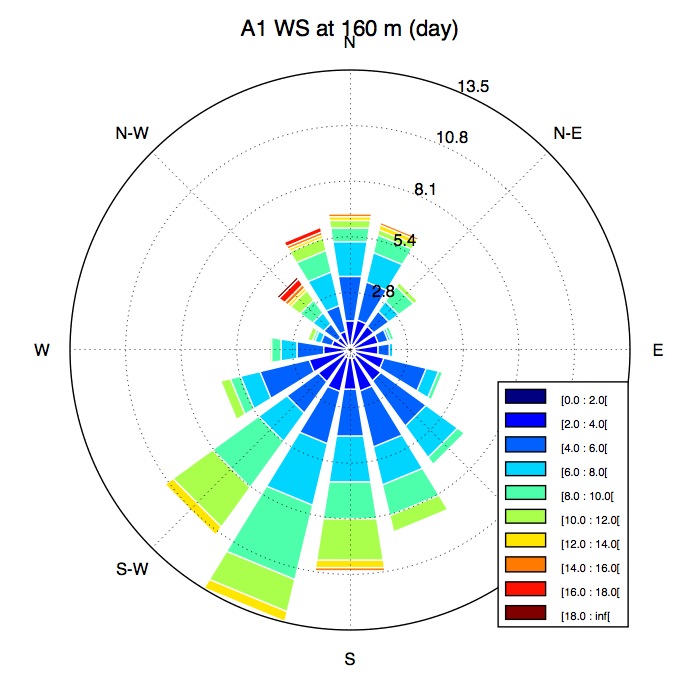 A1 WS at 160 m (day)
N
13.5
N-W
10.8
N-E
8.1
5.4
2.8
W
E
[0.0 : 2.0[
[2.0 : 4.0[
[4.0 : 6.0[
[6.0 : 8.0[
[8.0 : 10.0[
[10.0 : 12.0[
[12.0 : 14.0[
[14.0 : 16.0[
[16.0 : 18.0[
[18.0 : inf[
S-W
S